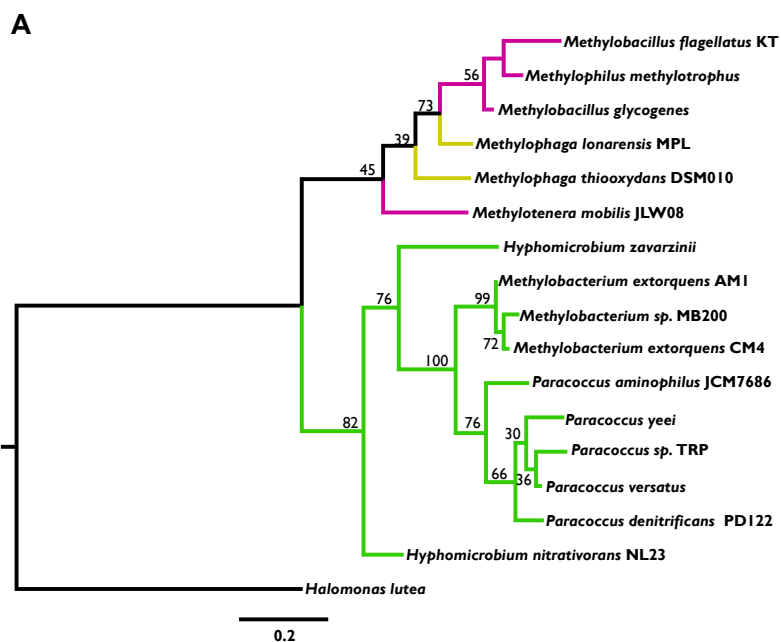 A
Methylobacillus flagellatus KT
56
Methylophilus methylotrophus
73
Methylobacillus glycogenes
39
Methylophaga lonarensis MPL
45
Methylophaga thiooxydans DSM010
Methylotenera mobilis JLW08
Hyphomicrobium zavarzinii
76
99
Methylobacterium extorquens AM1
Methylobacterium sp. MB200
72
Methylobacterium extorquens CM4
100
Paracoccus aminophilus JCM7686
82
76
30
Paracoccus yeei
Paracoccus sp. TRP
66
36
Paracoccus versatus
Paracoccus denitrificans PD122
Hyphomicrobium nitrativorans NL23
Halomonas lutea
0.2